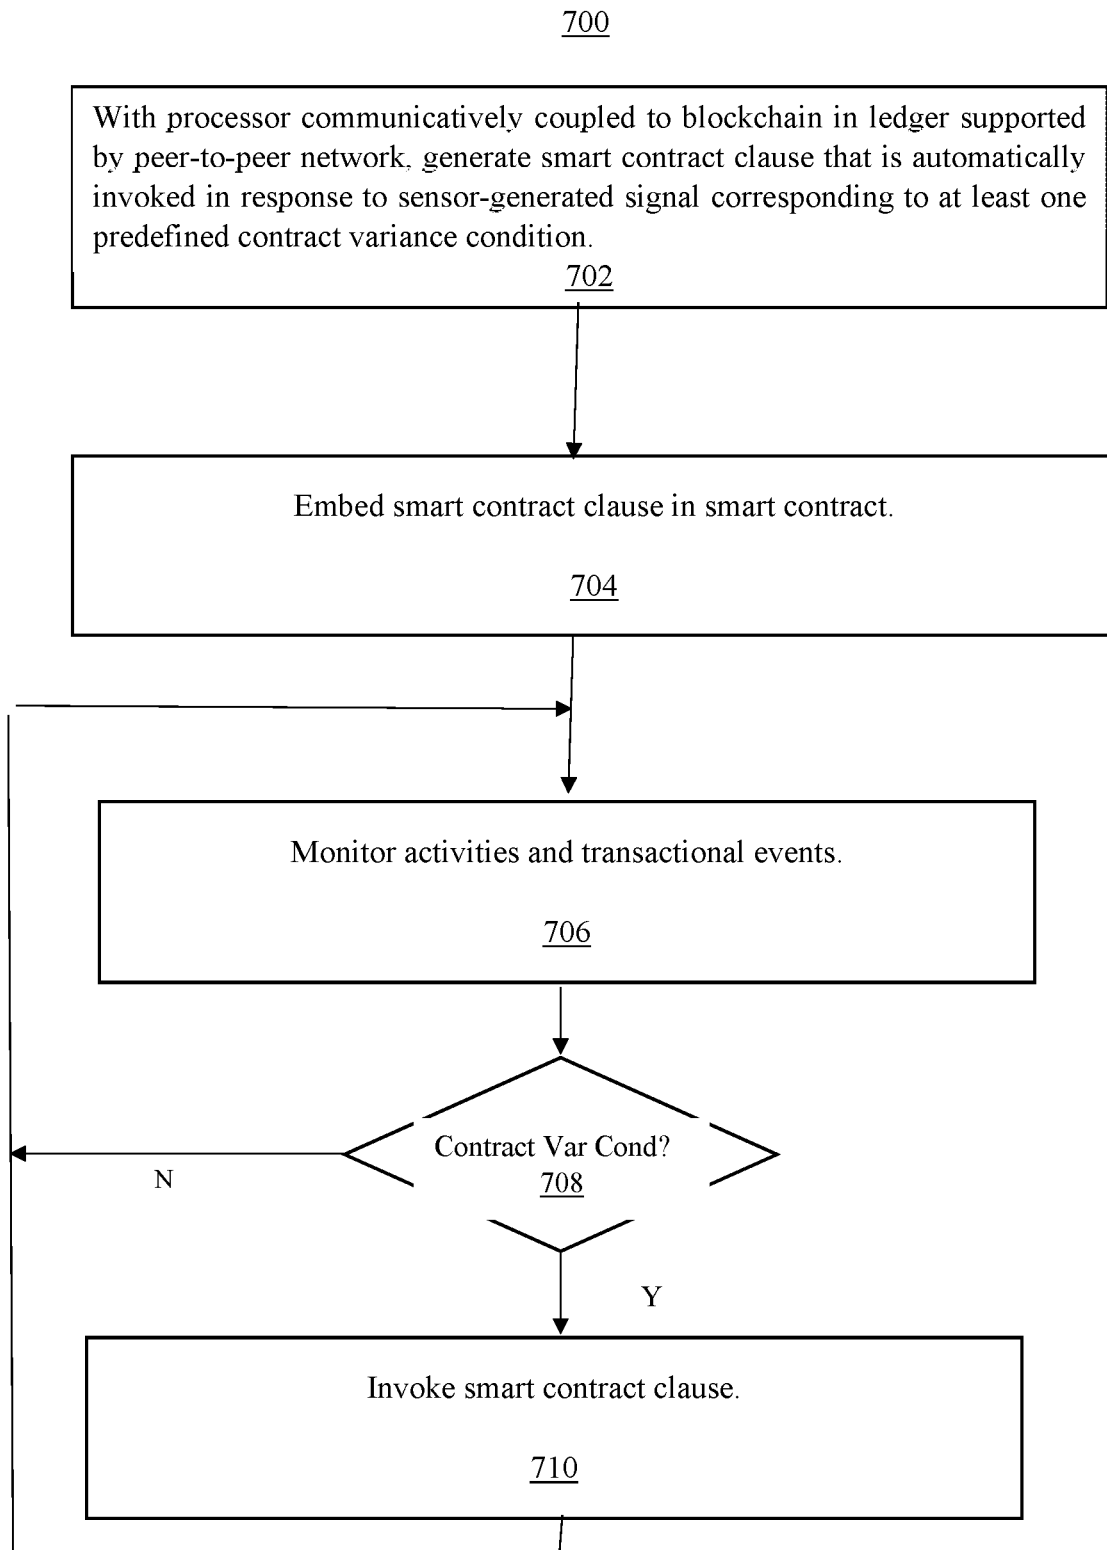 700
With processor communicatively coupled to blockchain in ledger supported
by peer-to-peer network, generate smart contract clause that is automatically
invoked in response to sensor-generated signal corresponding to at least one
predefined contract variance condition.
702
Embed smart contract clause in smart contract.
704
Monitor activities and transactional events.
706
Contract Var Cond?
708
N
Y
Invoke smart contract clause.
710